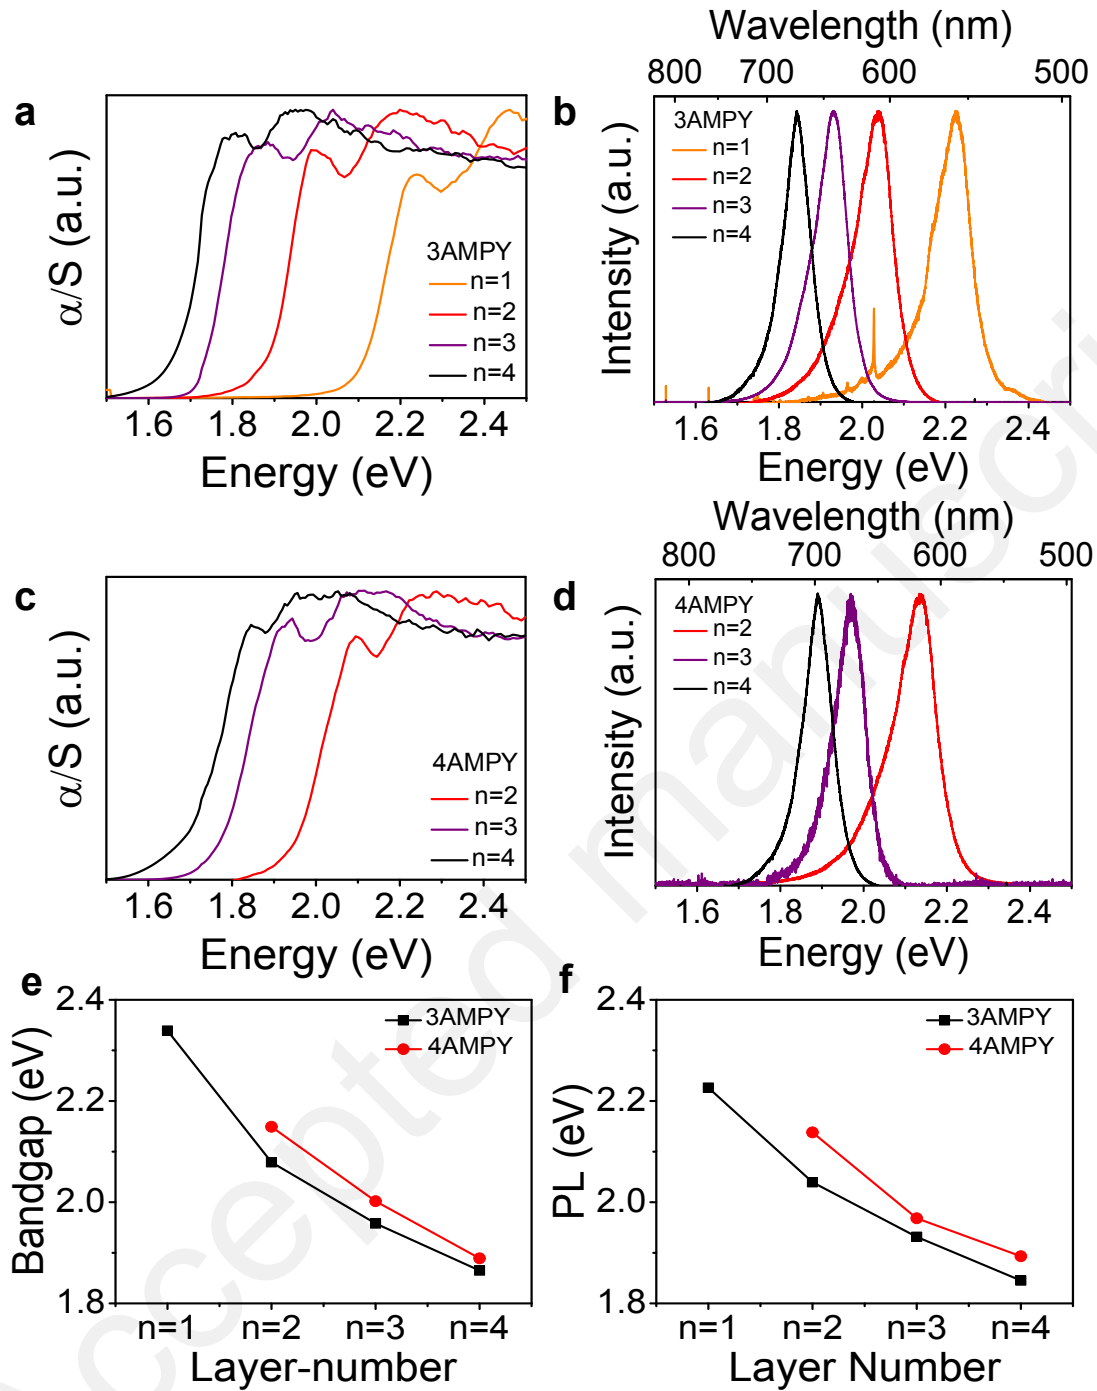 a
α/S (a.u.)
3AMPY
n=1
n=2
n=3
n=4
1.6 1.8 2.0 2.2 2.4
Energy (eV)
Wavelength (nm)
800 700 600 500
b
Intensity (a.u.)
3AMPY
n=1
n=2
n=3
n=4
1.6 1.8 2.0 2.2 2.4
Energy (eV)
c
α/S (a.u.)
4AMPY
n=2
n=3
n=4
1.6 1.8 2.0 2.2 2.4
Energy (eV)
Wavelength (nm)
800 700 600 500
d
Intensity (a.u.)
4AMPY
n=2
n=3
n=4
1.6 1.8 2.0 2.2 2.4
Energy (eV)
e
Bandgap (eV)
2.4
2.2
2.0
1.8
3AMPY
4AMPY
n=1 n=2 n=3 n=4
Layer-number
f
PL (eV)
2.4
2.2
2.0
1.8
3AMPY
4AMPY
n=1 n=2 n=3 n=4
Layer Number
Accepted manuscri